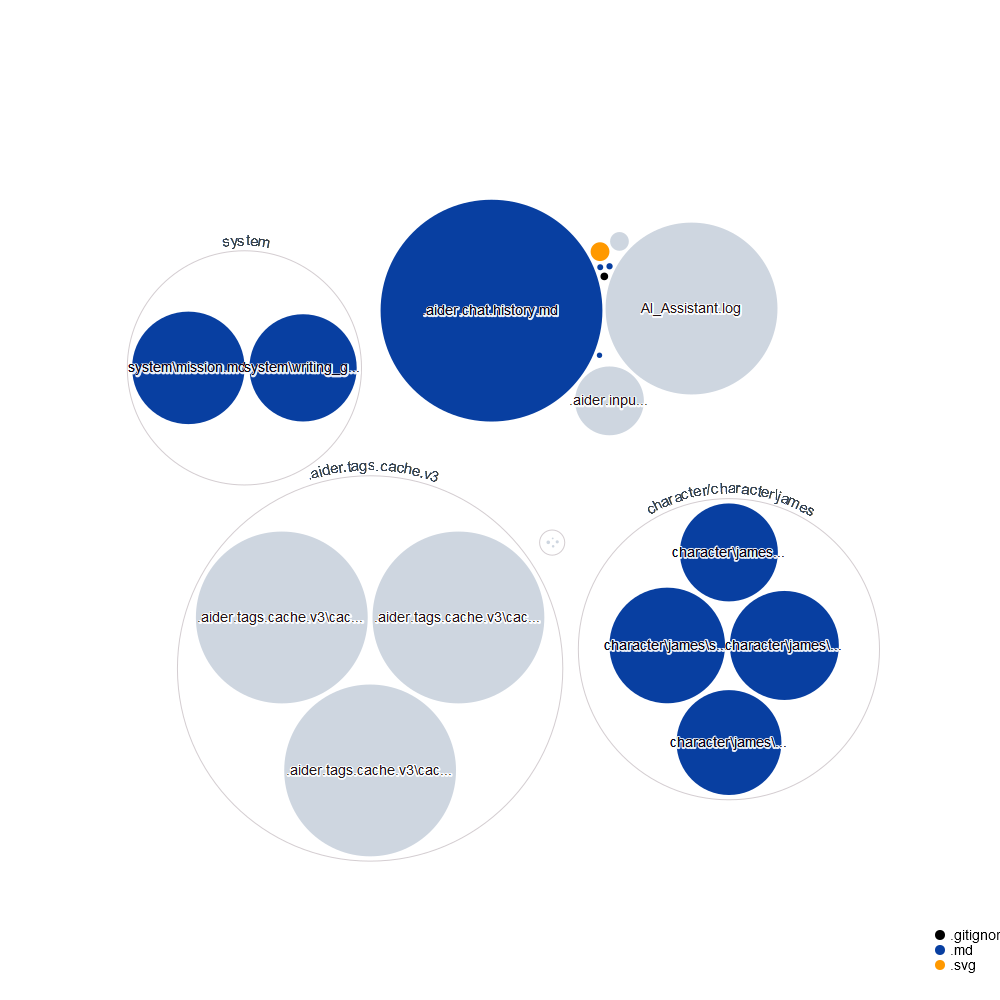 system
.aider.chat.history.md
AI_Assistant.log
system\mission.md
system\writing_g...
.aider.inpu...
.aider.tags.cache.v3
character/character\james
.aider.tags.cache.v3\cac...
.aider.tags.cache.v3\cac...
.aider.tags.cache.v3\cac...
character\james...
character\james\s...
character\james\...
character\james\...
.gitignor
.md
.svg